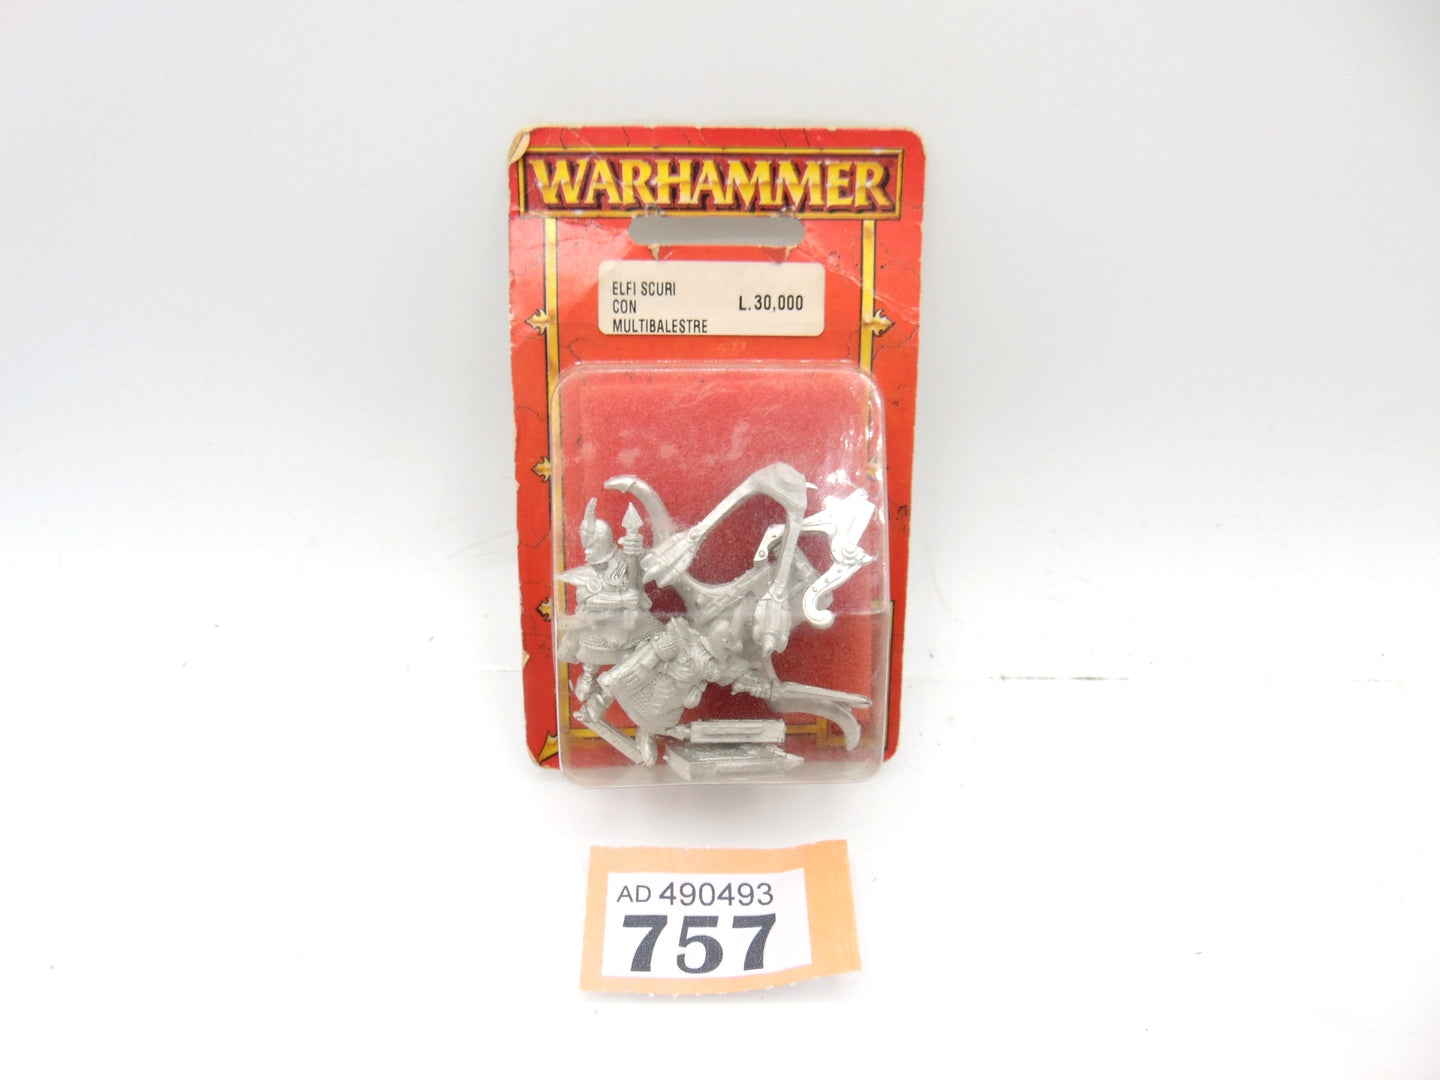 WARHAMMER
ELFI SCURI
CON
MULTIBALESTRE
L.30,000
AD 490493
757